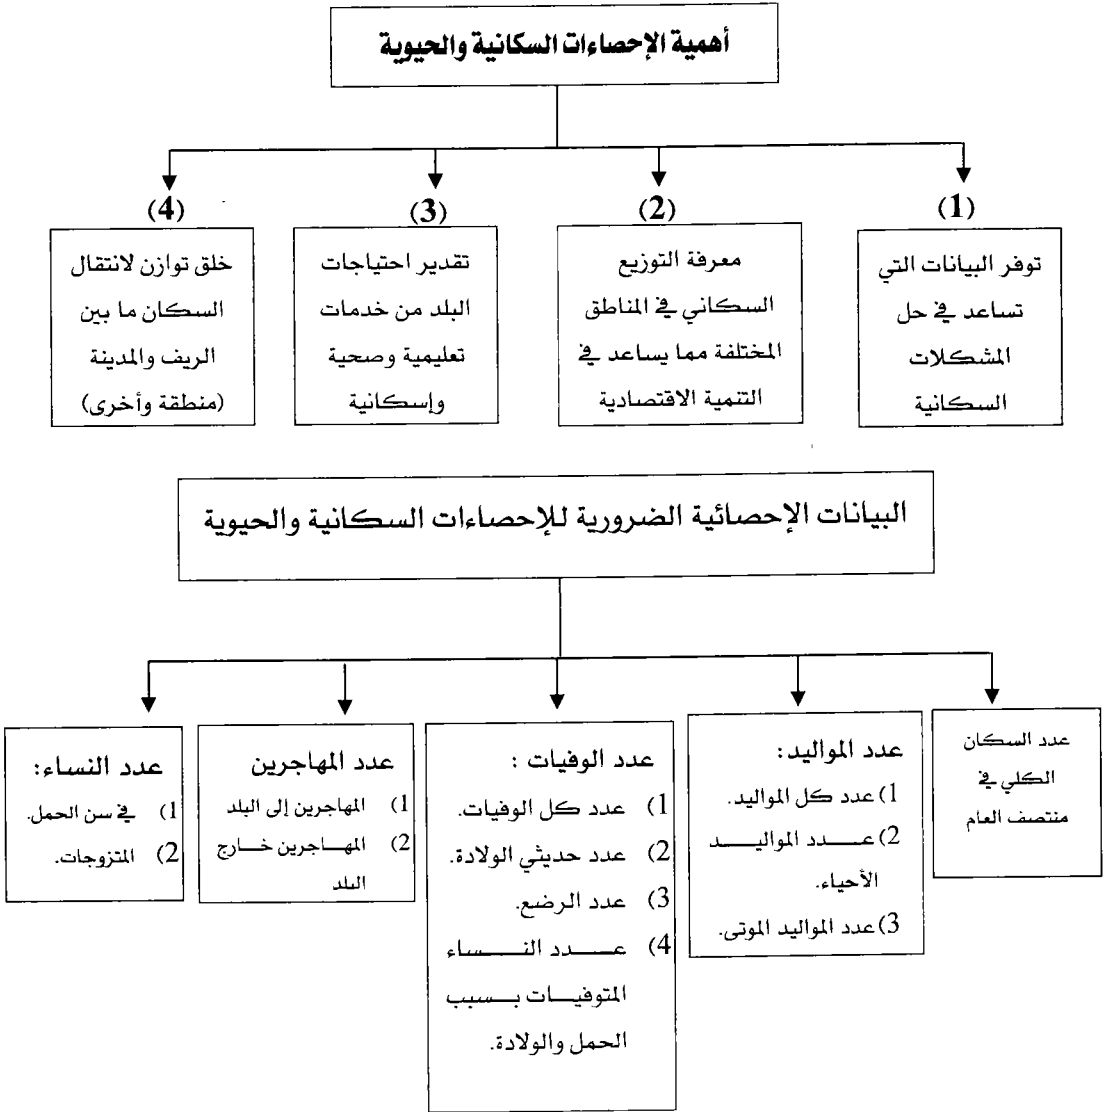 أهمية الإحصاءات السكانية والحيوية
(1)
توفر البيانات التي
تساعد في حل
المشكلات
السكانية
(2)
معرفة التوزيع
السكاني في المناطق
المختلفة مما يساعد في
التنمية الاقتصادية
(3)
تقدير احتياجات
البلد من خدمات
تعليمية وصحية
وإسكانية
(4)
خلق توازن لانتقال
السكان ما بين
الريف والمدينة
(منطقة وأخرى)
البيانات الإحصائية الضرورية للإحصاءات السكانية والحيوية
عدد السكان
الكلي في
منتصف العام
عدد المواليد:
1) عدد كل المواليد.
2) عدد المواليد
الأحياء.
3) عدد المواليد الموتى.
عدد الوفيات :
1) عدد كل الوفيات.
2) عدد حديثي الولادة.
3) عدد الرضع.
4) عدد النساء
المتوفيات بسبب
الحمل والولادة.
عدد المهاجرين
1) المهاجرين إلى البلد
2) المهاجرين خارج
البلد
عدد النساء:
1) في سن الحمل.
2) المتزوجات.